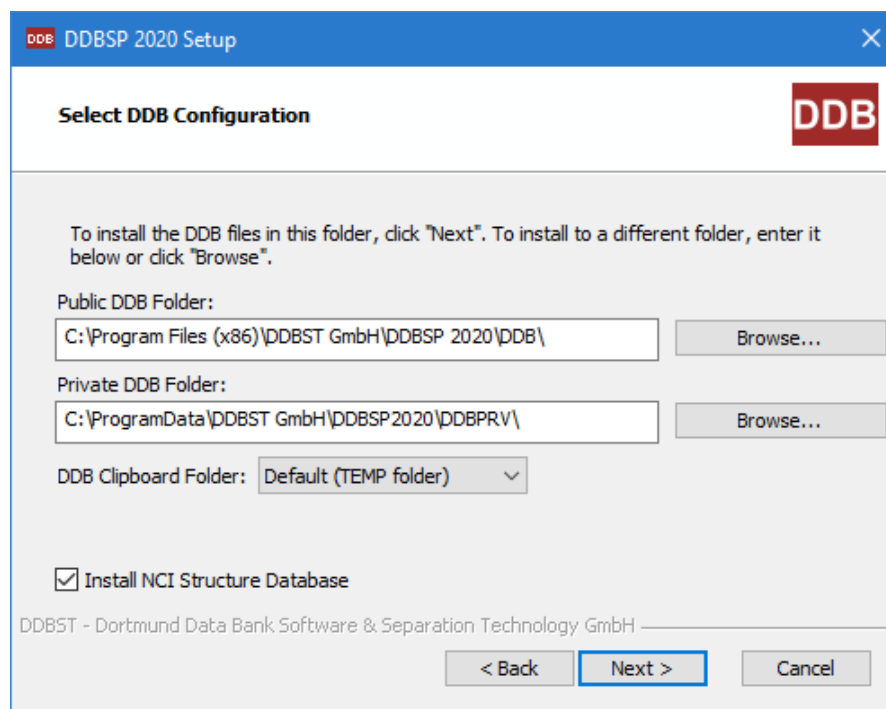 DDB DDBSP 2020 Setup
Select DDB Configuration
DDB
To install the DDB files in this folder, click "Next". To install to a different folder, enter it
below or click "Browse".
Public DDB Folder:
C:\Program Files (x86)\DDBST GmbH\DDBSP 2020\DDB\
Browse...
Private DDB Folder:
C:\ProgramData\DDBST GmbH\DDBSP2020\DDBPRV\
Browse...
DDB Clipboard Folder: Default (TEMP folder)
Install NCI Structure Database
DDBST - Dortmund Data Bank Software & Separation Technology GmbH
< Back Next > Cancel